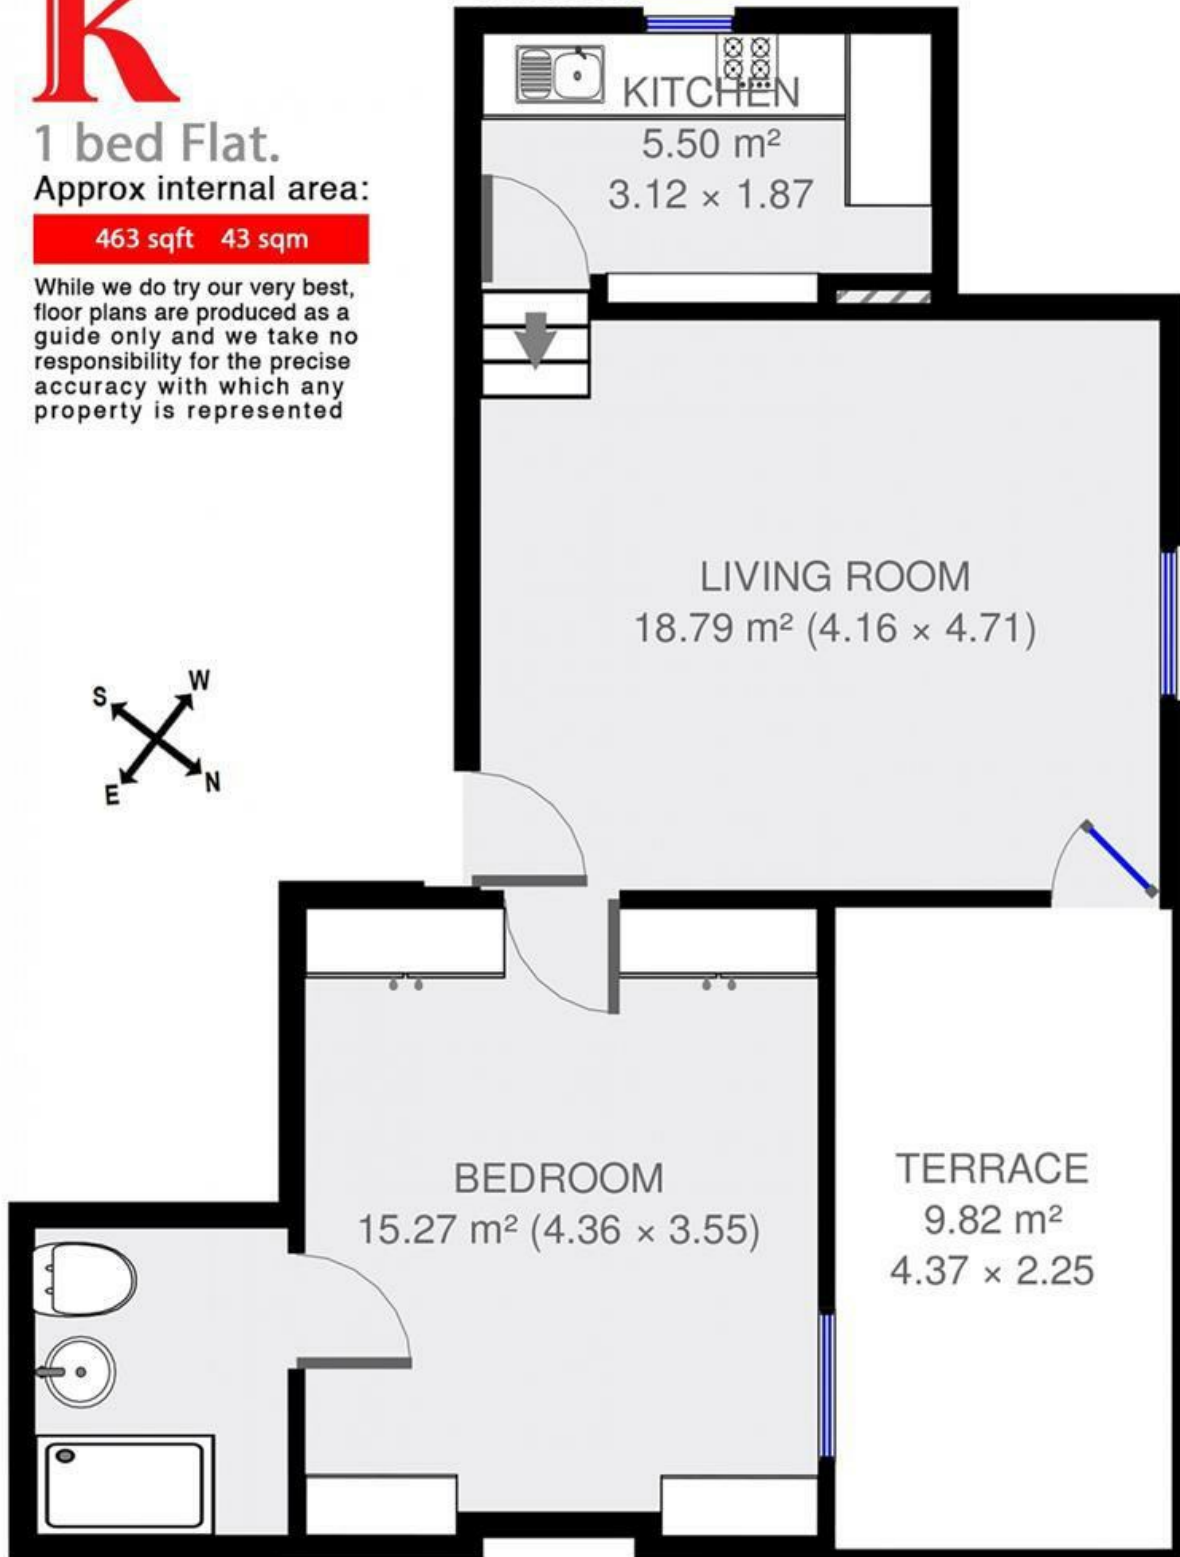 K
1 bed Flat.
Approx internal area:
463 sqft 43 sqm
While we do try our very best,
floor plans are produced as a
guide only and we take no
responsibility for the precise
accuracy with which any
property is represented
KITCHEN
5.50 m²
3.12 × 1.87
LIVING ROOM
18.79 m² (4.16 × 4.71)
S
W
E
N
BEDROOM
15.27 m² (4.36 × 3.55)
TERRACE
9.82 m²
4.37 × 2.25